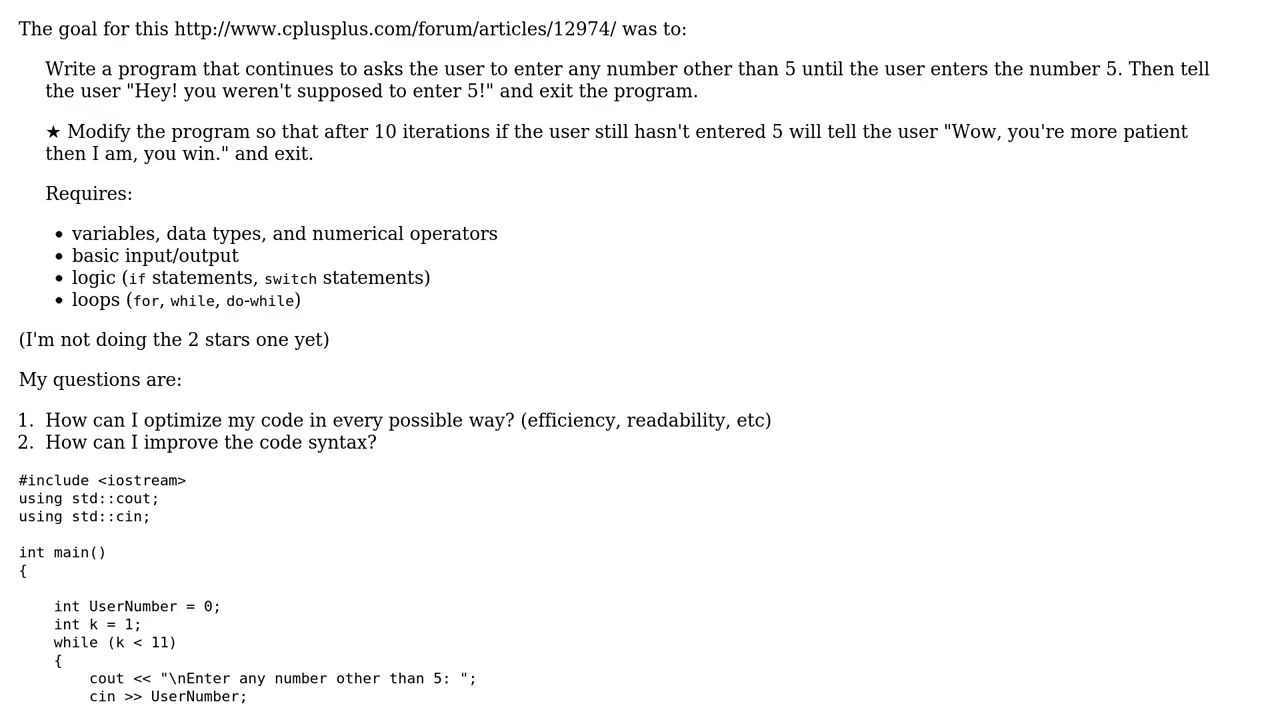 The goal for this http://www.cplusplus.com/forum/articles/12974/ was to:
Write a program that continues to asks the user to enter any number other than 5 until the user enters the number 5. Then tell
the user "Hey! you weren't supposed to enter 5!" and exit the program.
★ Modify the program so that after 10 iterations if the user still hasn't entered 5 will tell the user "Wow, you're more patient
then I am, you win." and exit.
Requires:
• variables, data types, and numerical operators
• basic input/output
• logic (if statements, switch statements)
• loops (for, while, do-while)
(I'm not doing the 2 stars one yet)
My questions are:
1. How can I optimize my code in every possible way? (efficiency, readability, etc)
2. How can I improve the code syntax?
#include <iostream>
using std::cout;
using std::cin;
int main()
{
    int UserNumber = 0;
    int k = 1;
    while (k < 11)
    {
        cout << "\nEnter any number other than 5: ";
        cin >> UserNumber;